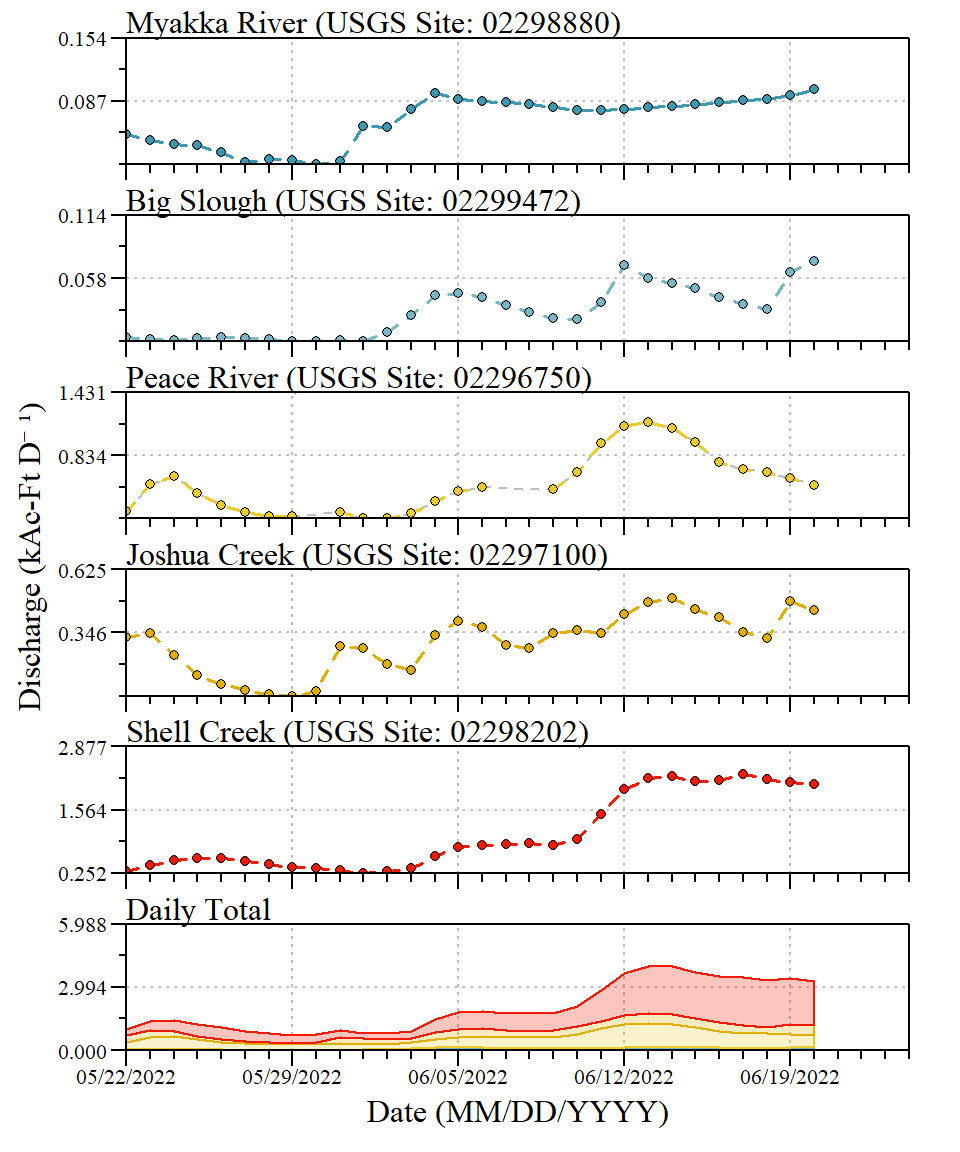 Myakka River (USGS Site: 02298880)
0.154
0.087
Big Slough (USGS Site: 02299472)
0.114
0.058
Peace River (USGS Site: 02296750)
1.431
0.834
Joshua Creek (USGS Site: 02297100)
0.625
0.346
Shell Creek (USGS Site: 02298202)
2.877
1.564
0.252
Daily Total
5.988
2.994
0.000
05/22/2022 05/29/2022 06/05/2022 06/12/2022 06/19/2022
Date (MM/DD/YYYY)
Discharge (kAc-Ft D⁻¹)